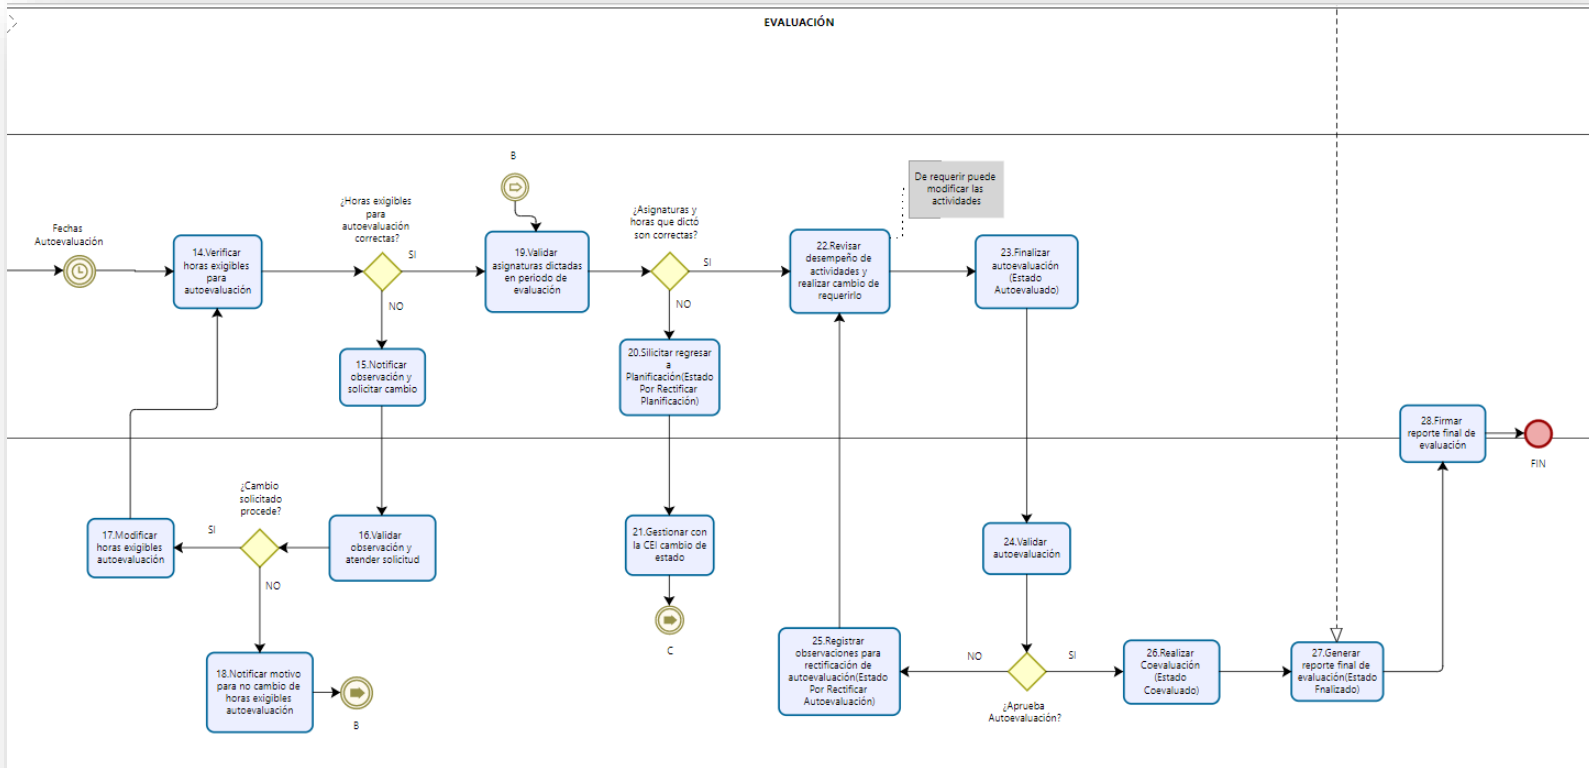 EVALUACIÓN
Fechas
Autoevaluación
14.Verificar
horas exigibles
para
autoevaluación
¿Horas exigibles
para
autoevaluación
correctas?
SI
NO
15.Notificar
observación y
solicitar cambio
16.Validar
observación y
atender solicitud
¿Cambio
solicitado
procede?
SI
NO
17.Modificar
horas exigibles
autoevaluación
18.Notificar motivo
para no cambio de
horas exigibles
autoevaluación
B
B
19.Validar
asignaturas dictadas
en periodo de
evaluación
¿Asignaturas y
horas que dictó
son correctas?
SI
NO
20.Silicitar regresar
a
Planificación(Estado
Por Rectificar
Planificación)
21.Gestionar con
la CEI cambio de
estado
C
22.Revisar
desempeño de
actividades y
realizar cambio de
requerirlo
De requerir puede
modificar las
actividades
23.Finalizar
autoevaluación
(Estado
Autoevaluado)
24.Validar
autoevaluación
¿Aprueba
Autoevaluación?
NO
SI
25.Registrar
observaciones para
rectificación de
autoevaluación(Estado
Por Rectificar
Autoevaluación)
26.Realizar
Coevaluación
(Estado
Coevaluado)
27.Generar
reporte final de
evaluación(Estado
Fnalizado)
28.Firmar
reporte final de
evaluación
FIN